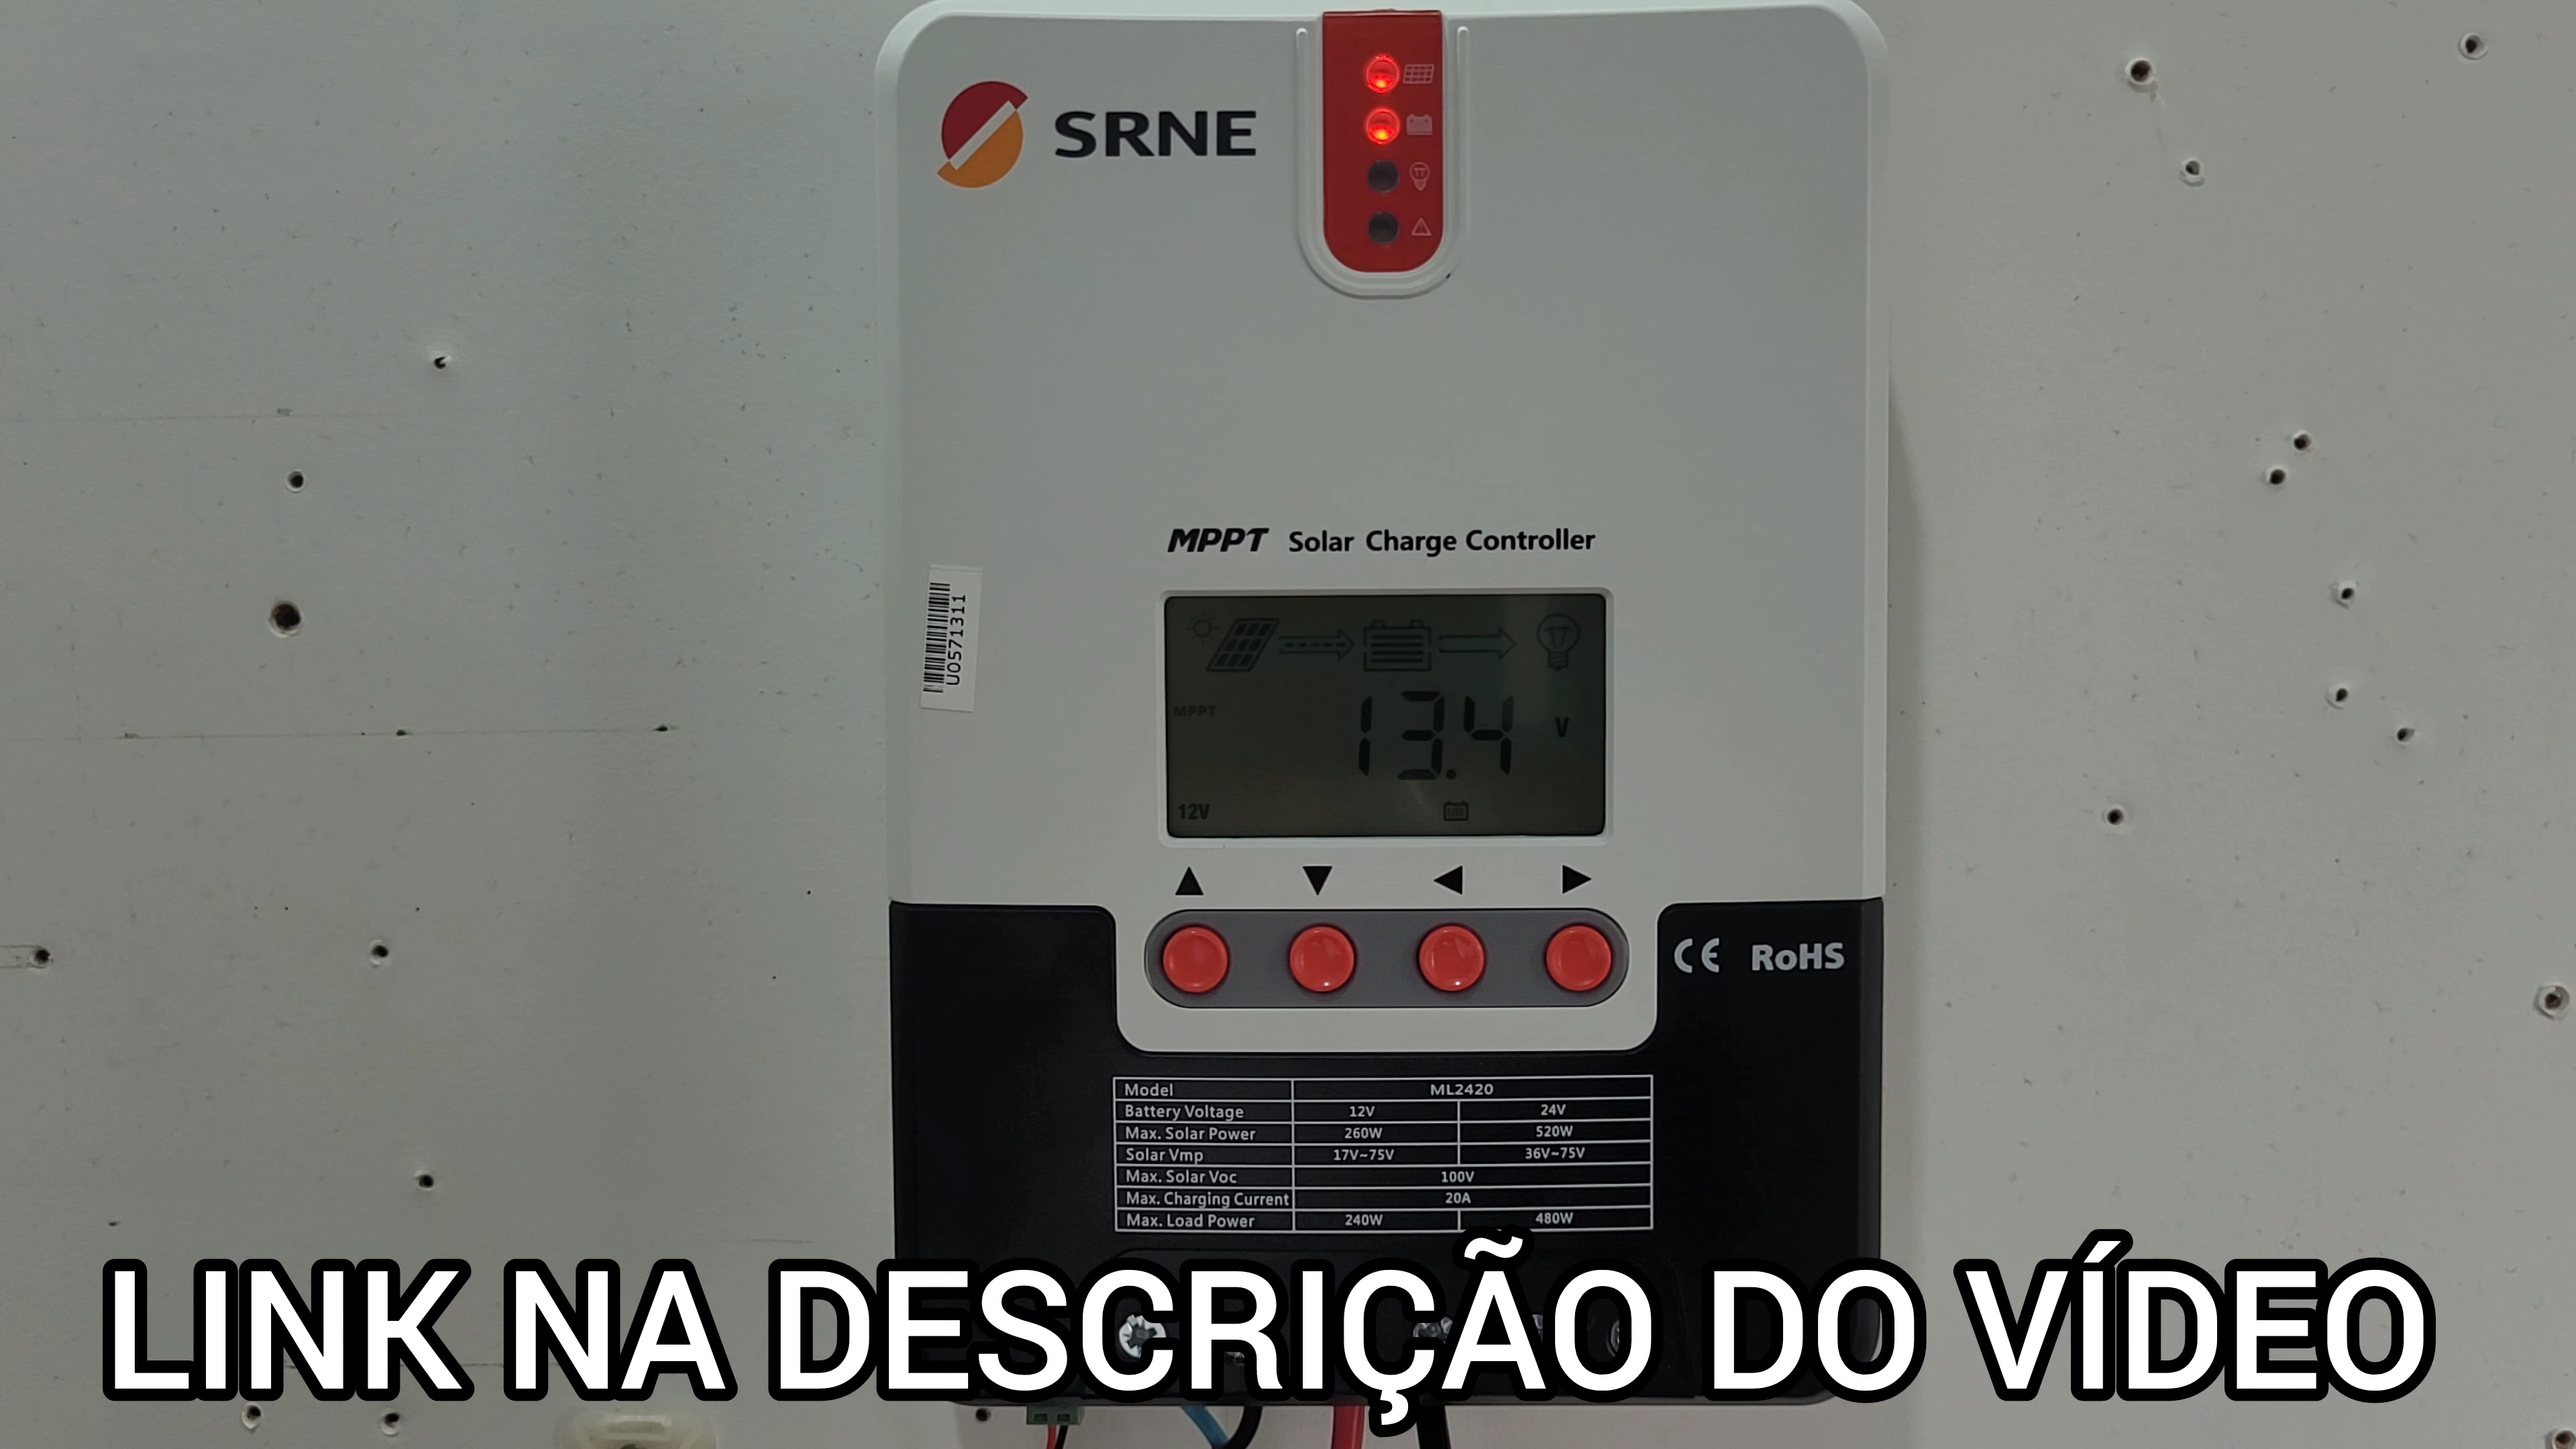 SRNE
MPPT Solar Charge Controller
U0571311
MPPT
13.4 V
12V
CE RoHS
Model ML2420
Battery Voltage 12V 24V
Max. Solar Power 260W 520W
Solar Vmp 17V~75V 36V~75V
Max. Solar Voc 100V
Max. Charging Current 20A
Max. Load Power 240W 480W
LINK NA DESCRIÇÃO DO VÍDEO